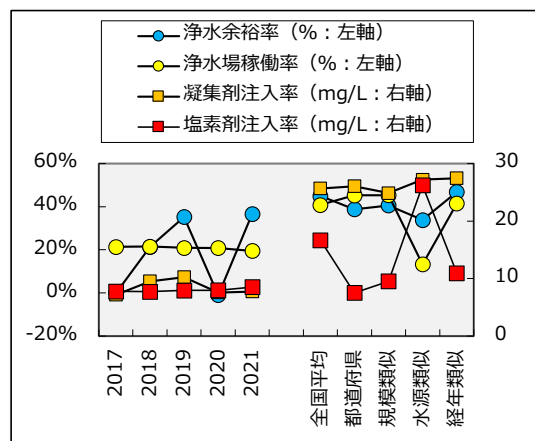 浄水余裕率（%：左軸）
浄水場稼働率（%：左軸）
凝集剤注入率（mg/L：右軸）
塩素剤注入率（mg/L：右軸）
60%
40%
20%
0%
-20%
30
20
10
0
2017
2018
2019
2020
2021
全国平均
都道府県
規模類似
水源類似
経年類似